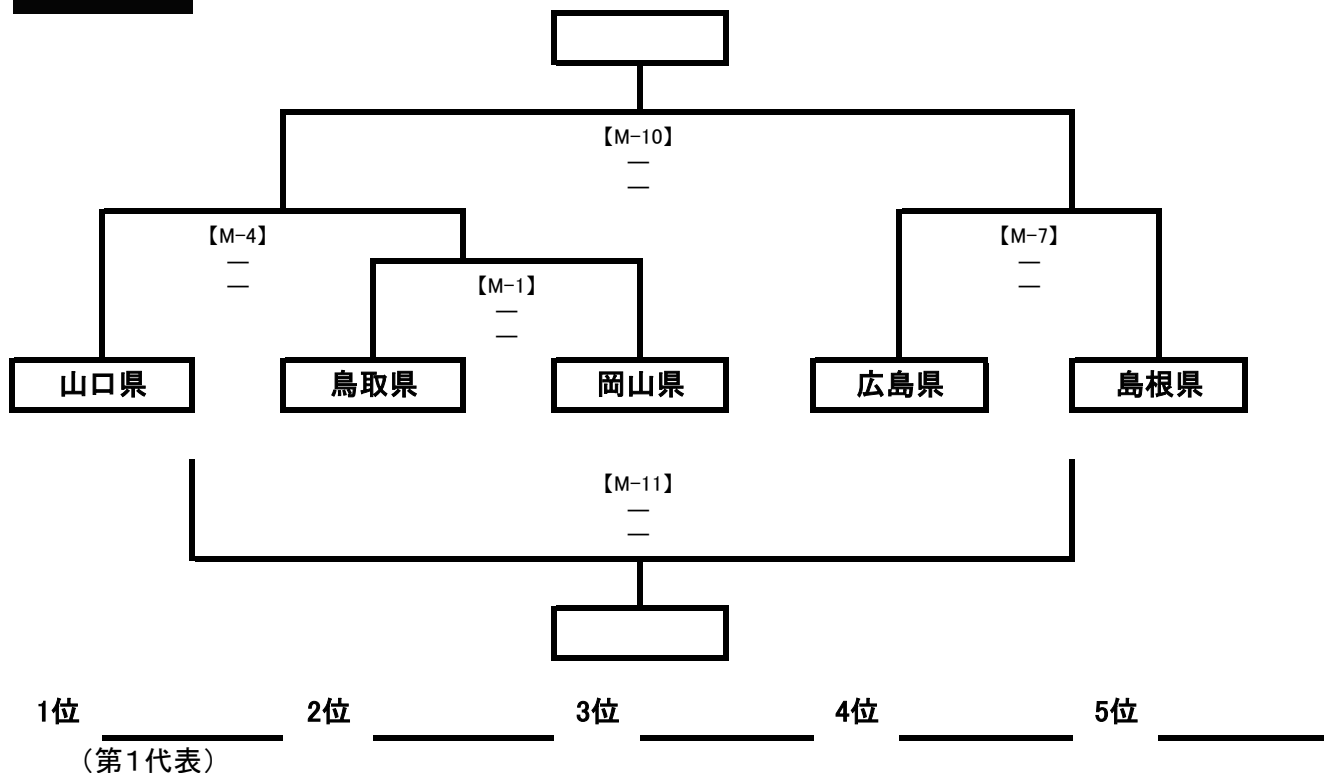 【M-10】
—
—
【M-4】
—
—
【M-7】
—
—
【M-1】
—
—
山口県 鳥取県 岡山県 広島県 島根県
【M-11】
—
—
1位 2位 3位 4位 5位
（第１代表）